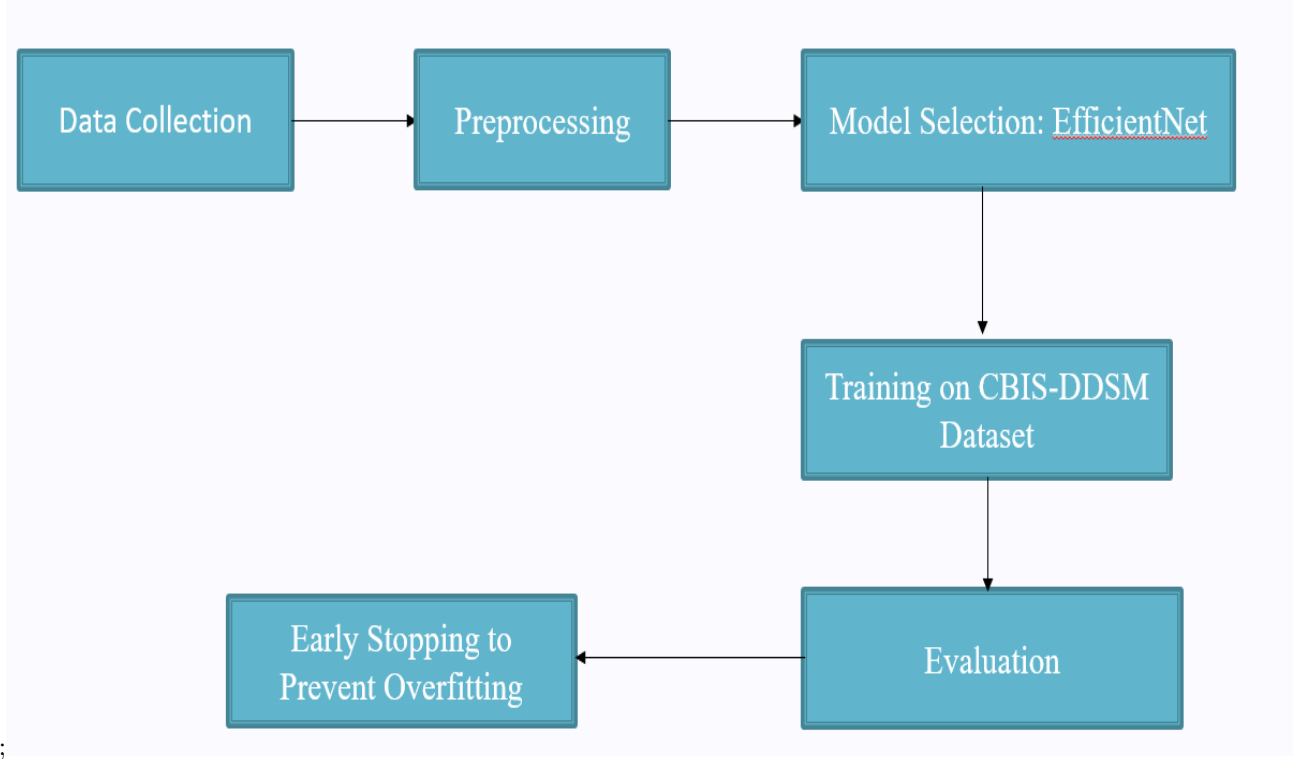 Data Collection
Preprocessing
Model Selection: EfficientNet
Training on CBIS-DDSM
Dataset
Evaluation
Early Stopping to
Prevent Overfitting
;